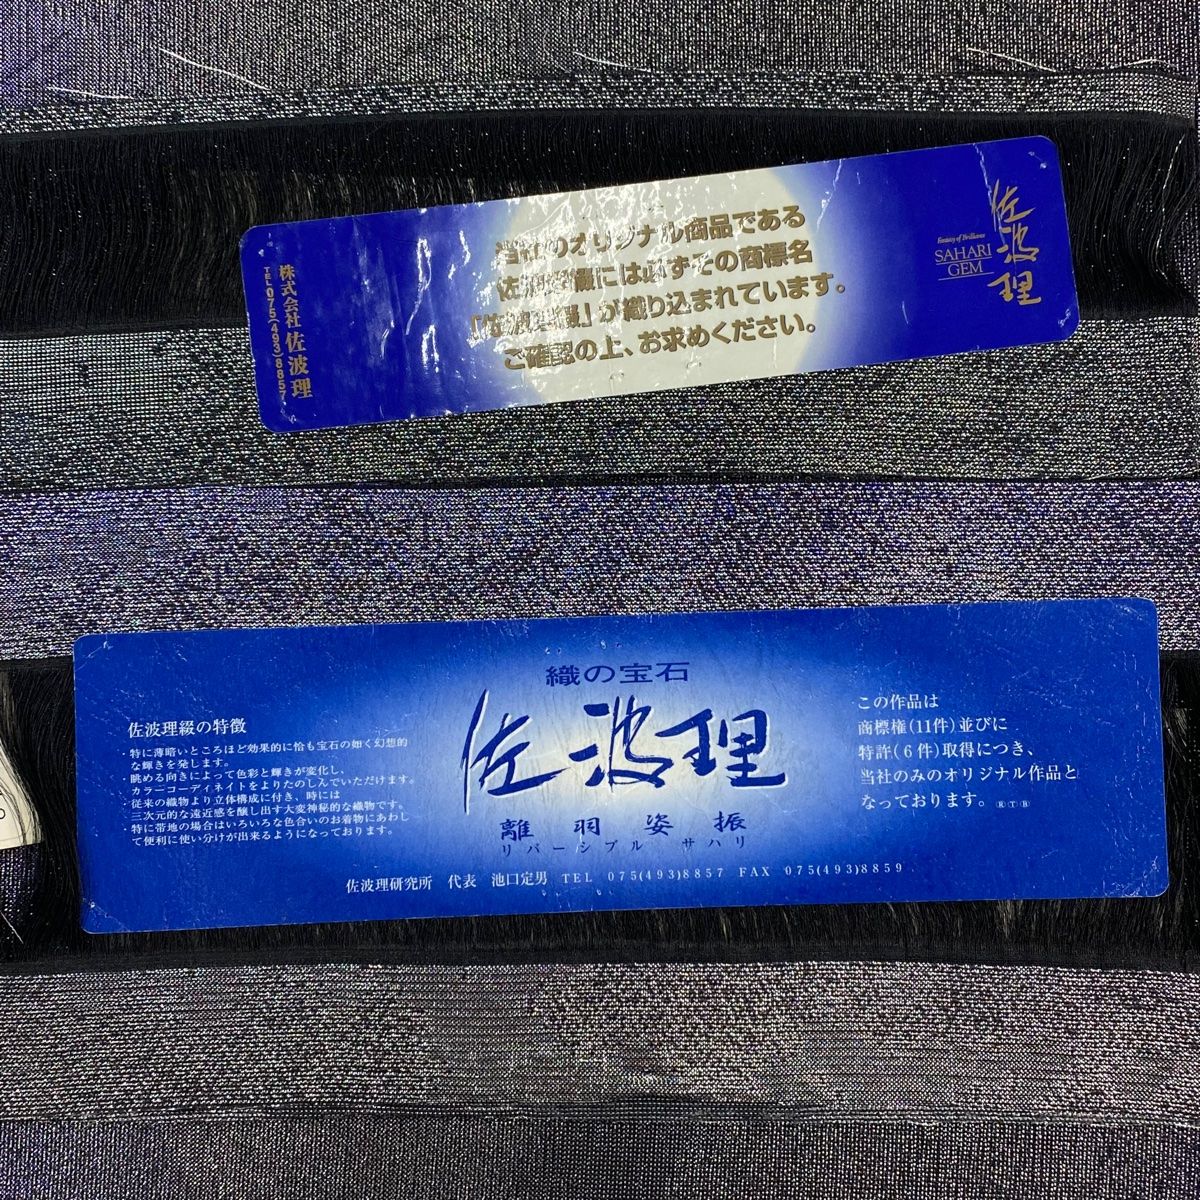 当社のオリジナル商品である
佐波理綴には必ずその商標名
「佐波理綴」が織り込まれています。
ご確認の上、お求めください。
佐波理
Fantasy of Brilliance
SAHARI
GEM
株式会社 佐波理
TEL 075(493)8857
織の宝石
佐波理
離羽姿振 
リバーシブル サハリ
佐波理綴の特徴
・特に薄暗いところほど効果的に恰も宝石の如く幻想的
な輝きを発します。
・眺める向きによって色彩と輝きが変化し、
カラーコーディネイトをよりたのしんでいただけます。
・従来の織物より立体構成に付き、時には
三次元的な遠近感を醸し出す大変神秘的な織物です。
・特に帯地の場合はいろいろな色合いのお着物にあわし
て便利に使い分けが出来るようになっております。
この作品は
商標権(11件)並びに
特許(6件)取得につき、
当社のみのオリジナル作品と
なっております。
佐波理研究所 代表 池口定男 TEL 075(493)8857 FAX 075(493)8859